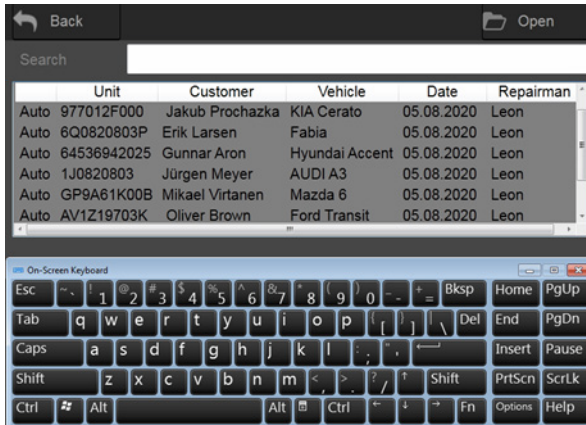 Back Open
Search
Unit Customer Vehicle Date Repairman
Auto 977012F000 Jakub Prochazka KIA Cerato 05.08.2020 Leon
Auto 6Q0820803P Erik Larsen Fabia 05.08.2020 Leon
Auto 64536942025 Gunnar Aron Hyundai Accent 05.08.2020 Leon
Auto 1J0820803 Jürgen Meyer AUDI A3 05.08.2020 Leon
Auto GP9A61K00B Mikael Virtanen Mazda 6 05.08.2020 Leon
Auto AV1Z19703K Oliver Brown Ford Transit 05.08.2020 Leon
On-Screen Keyboard
Esc ~ ` ! 1 @ 2 # 3 $ 4 % 5 ^ 6 & 7 * 8 ( 9 ) 0 _ - + = Bksp Home PgUp
Tab q w e r t y u i o p { [ } ] | \ Del End PgDn
Caps a s d f g h j k l : ; " ' Insert Pause
Shift z x c v b n m < , > . ? / ↑ Shift PrtScn ScrLk
Ctrl Alt Alt Ctrl ← ↓ → Fn Options Help